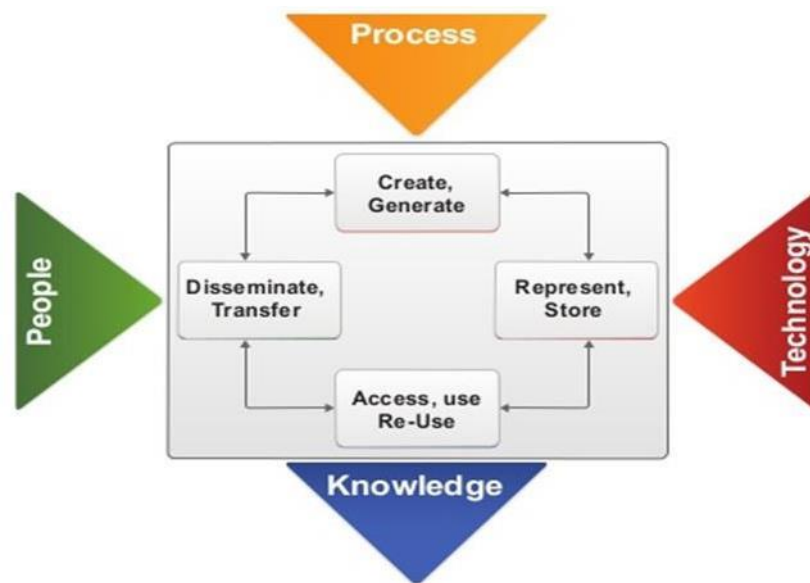 Process
Create,
Generate
People
Disseminate,
Transfer
Represent,
Store
Technology
Access, use
Re-Use
Knowledge